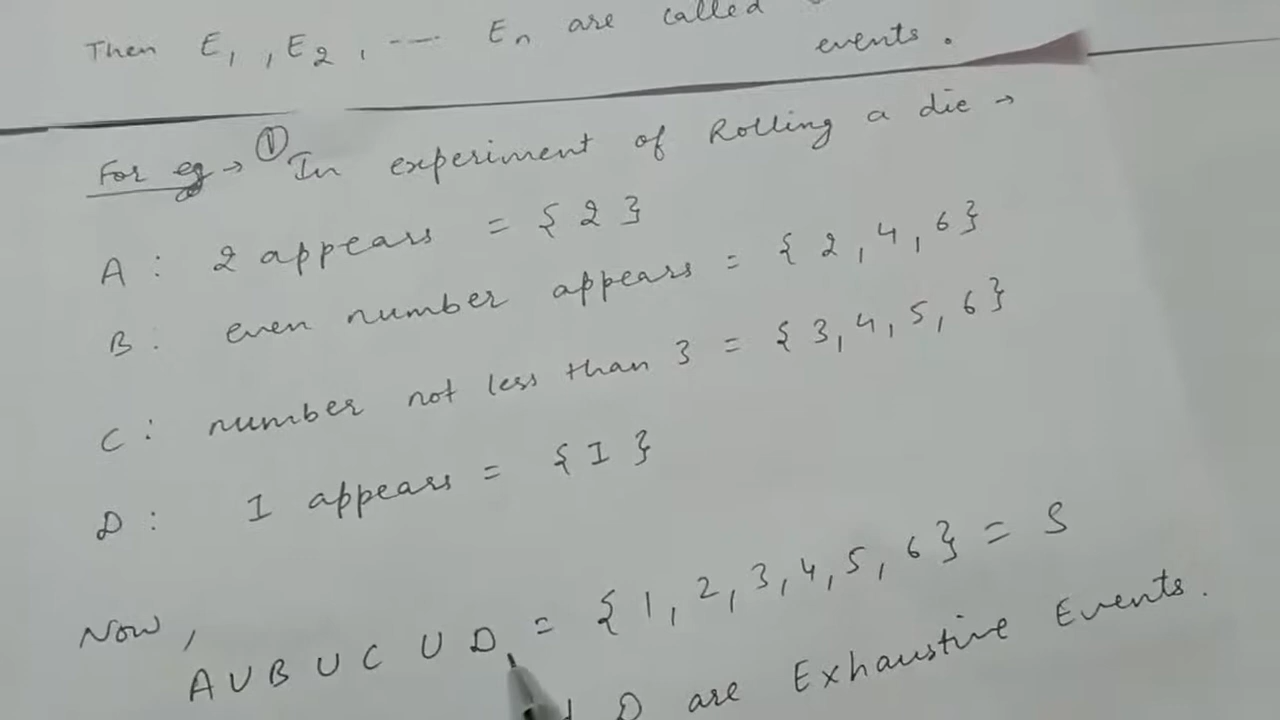 Then E1, E2, ---- En are called
events.
For eg → ① In experiment of Rolling a die →
A : 2 appears = { 2 }
B : even number appears = { 2, 4, 6 }
C : number not less than 3 = { 3, 4, 5, 6 }
D : 1 appears = { 1 }
Now,
A ∪ B ∪ C ∪ D = { 1, 2, 3, 4, 5, 6 } = S
D are Exhaustive Events.